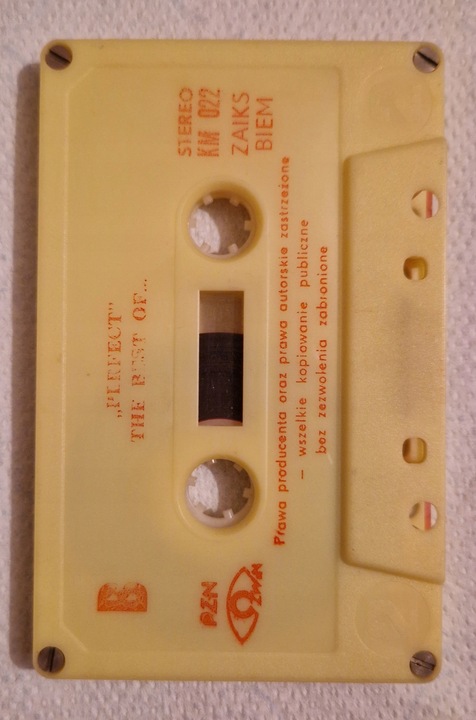 „PERFECT”
THE BEST OF...
B
STEREO
KM 022
ZAIKS
BIEM
PZN
ZWIN
Prawa producenta oraz prawa autorskie zastrzeżone
– wszelkie kopiowanie publiczne
bez zezwolenia zabronione